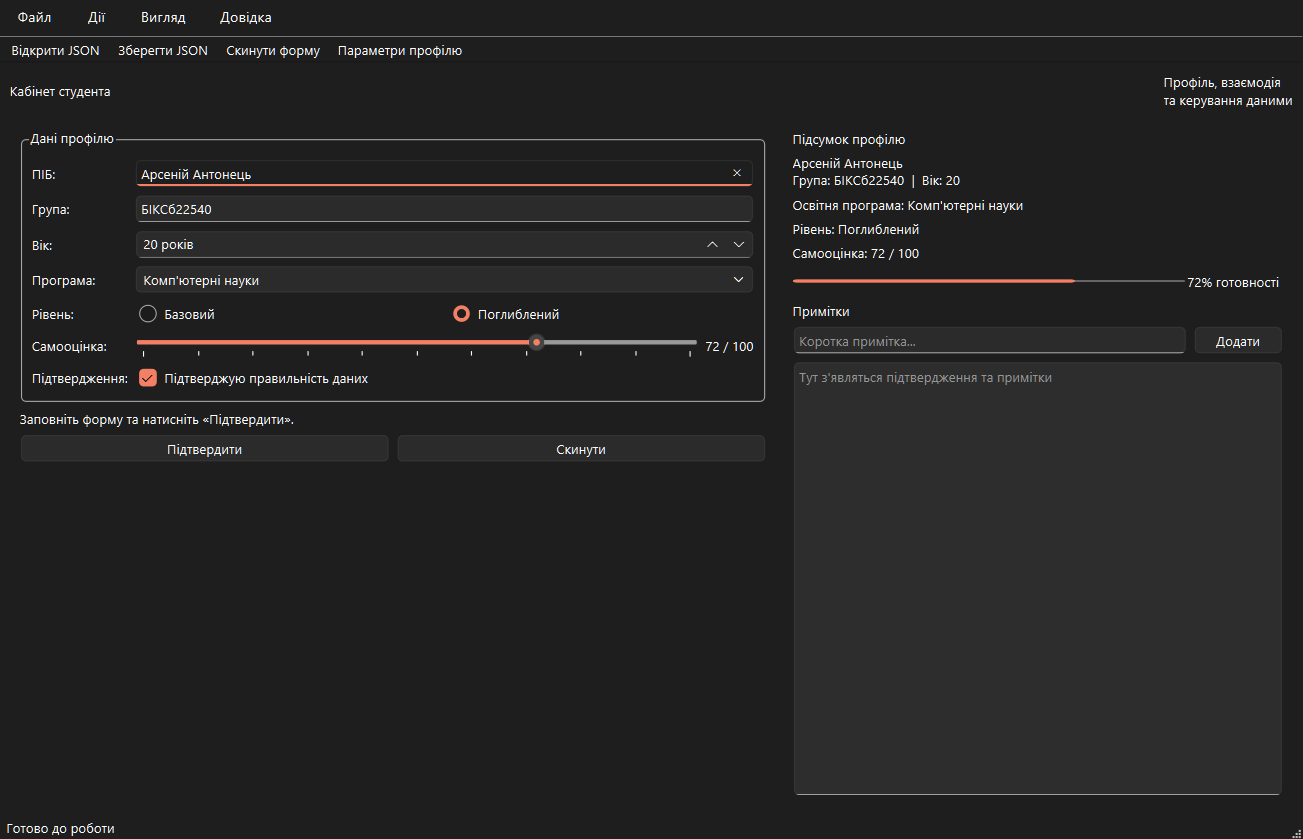 Файл Дії Вигляд Довідка
Відкрити JSON Зберегти JSON Скинути форму Параметри профілю
Кабінет студента
Профіль, взаємодія
та керування даними
Дані профілю
ПІБ: Арсеній Антонець
Група: БІКСб22540
Вік: 20 років
Програма: Комп'ютерні науки
Рівень: Базовий Поглиблений
Самооцінка: 72 / 100
Підтвердження: Підтверджую правильність даних
Заповніть форму та натисніть «Підтвердити».
Підтвердити Скинути
Підсумок профілю
Арсеній Антонець
Група: БІКСб22540 | Вік: 20
Освітня програма: Комп'ютерні науки
Рівень: Поглиблений
Самооцінка: 72 / 100
72% готовності
Примітки
Коротка примітка... Додати
Тут з'являться підтвердження та примітки
Готово до роботи